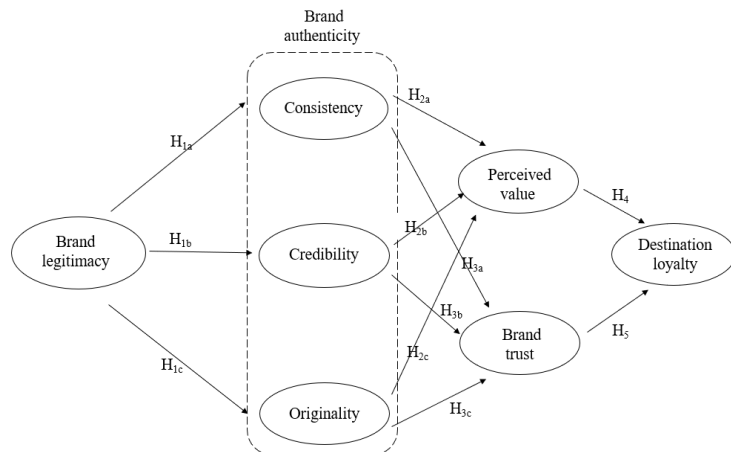 Brand
authenticity
Consistency
H2a
H1a
Perceived
value
H4
Brand
legitimacy
H1b
Credibility
H2b
H3a
Destination
loyalty
H3b
Brand
trust
H5
H1c
H2c
Originality
H3c